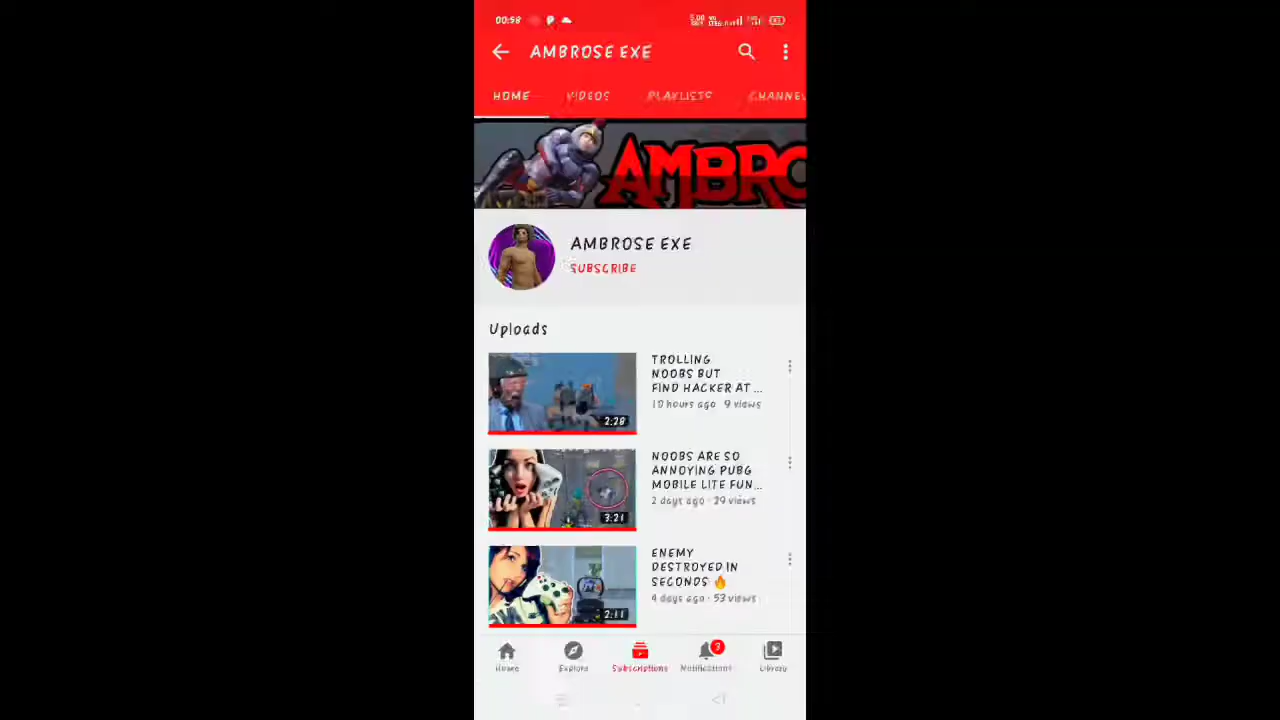 00:58
AMBROSE EXE
HOME VIDEOS PLAYLISTS CHANNEL
AMBRO
AMBROSE EXE
SUBSCRIBE
Uploads
TROLLING
NOOBS BUT
FIND HACKER AT ...
10 hours ago · 9 views
2:28
NOOBS ARE SO
ANNOYING PUBG
MOBILE LITE FUN...
2 days ago · 29 views
3:21
ENEMY
DESTROYED IN
SECONDS 🔥
4 days ago · 53 views
2:11
3
Home Explore Subscriptions Notifications Library